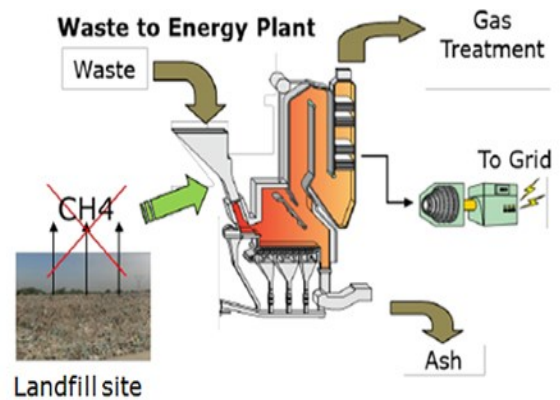 Waste to Energy Plant
Gas
Treatment
Waste
To Grid
CH4
Ash
Landfill site